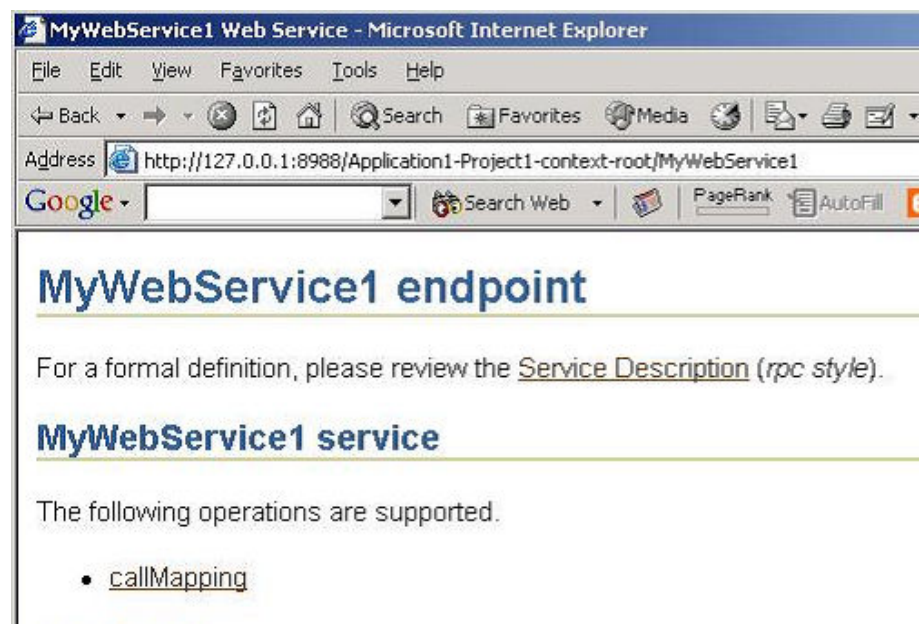 MyWebService1 Web Service - Microsoft Internet Explorer
File Edit View Favorites Tools Help
Back Search Favorites Media
Address http://127.0.0.1:8988/Application1-Project1-context-root/MyWebService1
Google Search Web PageRank AutoFill
MyWebService1 endpoint
For a formal definition, please review the Service Description (rpc style).
MyWebService1 service
The following operations are supported.
• callMapping